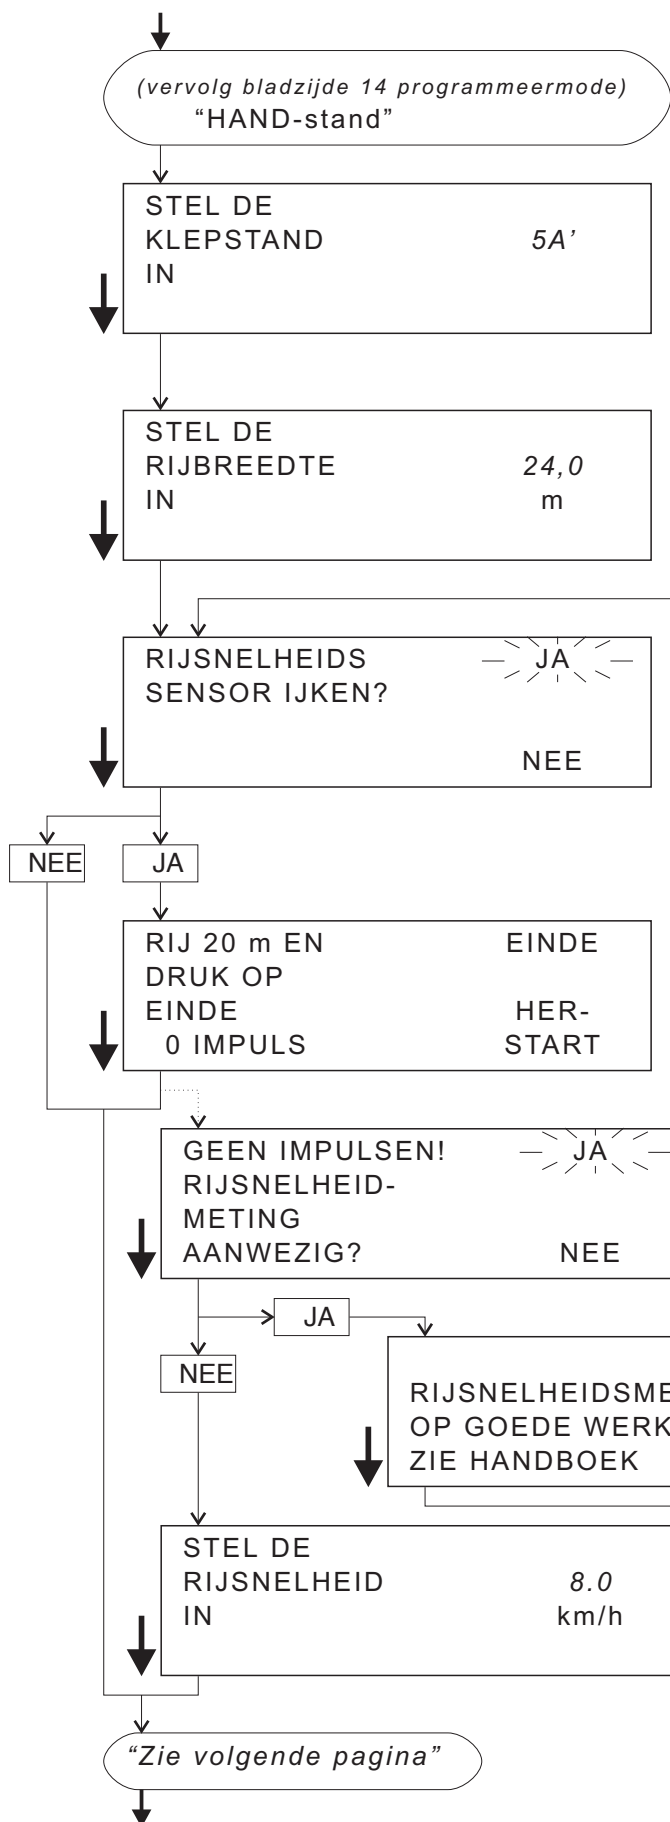 (vervolg bladzijde 14 programmeermode)
“HAND-stand”
STEL DE
KLEPSTAND 5A’
IN
STEL DE
RIJBREEDTE 24,0
IN m
RIJSNELHEIDS JA
SENSOR IJKEN?
NEE
NEE JA
RIJ 20 m EN EINDE
DRUK OP
EINDE HER-
0 IMPULS START
GEEN IMPULSEN! JA
RIJSNELHEID-
METING
AANWEZIG? NEE
JA
NEE
RIJSNELHEIDSME
OP GOEDE WERK
ZIE HANDBOEK
STEL DE
RIJSNELHEID 8.0
IN km/h
“Zie volgende pagina”